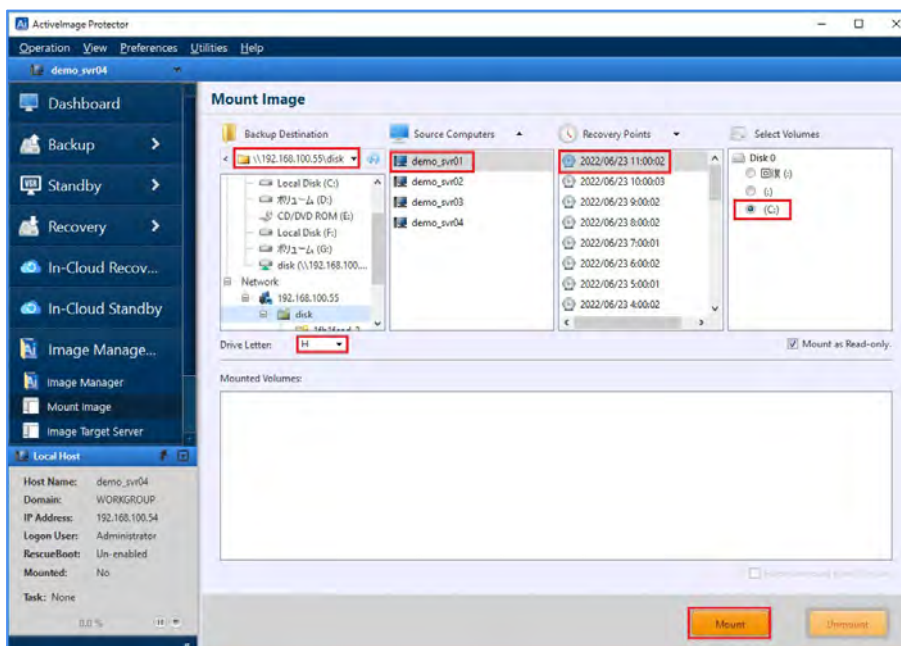 ActiveImage Protector
Operation View Preferences Utilities Help
demo_svr04
Dashboard
Backup
Standby
Recovery
In-Cloud Recov...
In-Cloud Standby
Image Manage...
Image Manager
Mount Image
Image Target Server
Local Host
Host Name: demo_svr04
Domain: WORKGROUP
IP Address: 192.168.100.54
Logon User: Administrator
RescueBoot: Un-enabled
Mounted: No
Task: None
0.0 %
Mount Image
Backup Destination
\\192.168.100.55\disk
Local Disk (C:)
ボリューム (D:)
CD/DVD ROM (E:)
Local Disk (F:)
ボリューム (G:)
disk (\\192.168.100....
Network
192.168.100.55
disk
Source Computers
demo_svr01
demo_svr02
demo_svr03
demo_svr04
Recovery Points
2022/06/23 11:00:02
2022/06/23 10:00:03
2022/06/23 9:00:02
2022/06/23 8:00:02
2022/06/23 7:00:01
2022/06/23 6:00:02
2022/06/23 5:00:01
2022/06/23 4:00:02
Select Volumes
Disk 0
(:)
(:)
(C:)
Drive Letter: H
Mount as Read-only.
Mounted Volumes:
Mount
Unmount